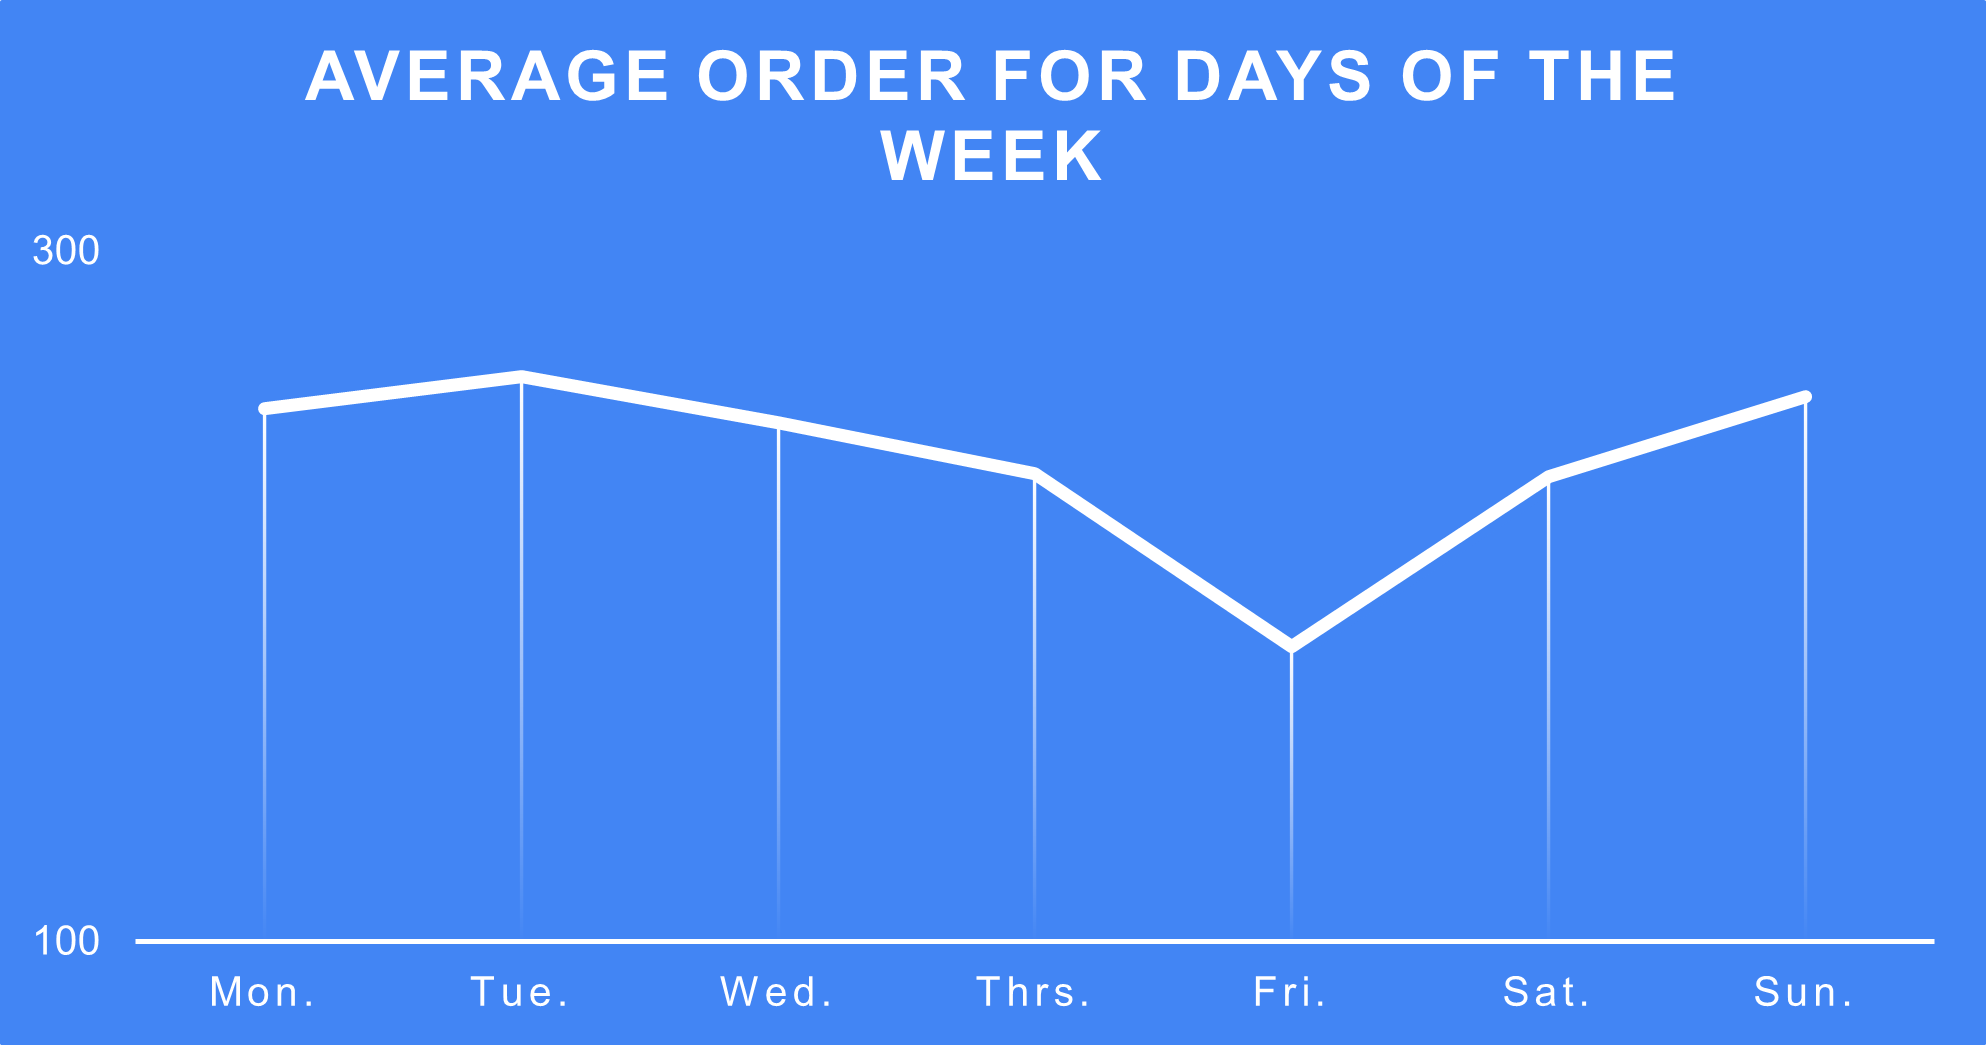 AVERAGE ORDER FOR DAYS OF THE
WEEK
300
100
Mon. Tue. Wed. Thrs. Fri. Sat. Sun.